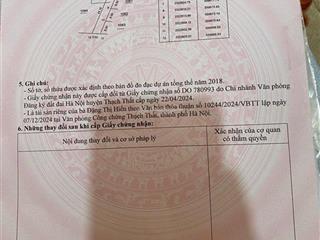 5. Ghi chú:
- Số tờ, số thửa được xác định theo bản đồ đo đạc dự án tổng thể năm 2018.
- Giấy chứng nhận này được cấp đổi từ Giấy chứng nhận số DO 780993 do Chi nhánh Văn phòng
Đăng ký đất đai Hà Nội huyện Thạch Thất cấp ngày 22/04/2024.
- Là tài sản riêng của bà Đặng Thị Hiền theo Văn bản thỏa thuận số 10244/2024/VBTT lập ngày
07/12/2024 tại Văn phòng Công chứng Thạch Thất, thành phố Hà Nội.
6. Những thay đổi sau khi cấp Giấy chứng nhận:
Nội dung thay đổi và cơ sở pháp lý
Xác nhận của cơ quan
có thẩm quyền